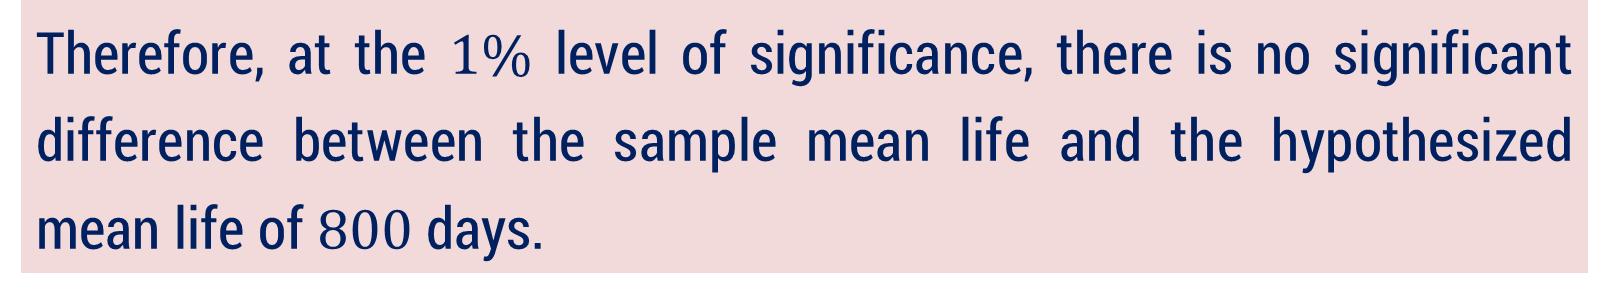 Therefore, at the 1% level of significance, there is no significant
difference between the sample mean life and the hypothesized
mean life of 800 days.